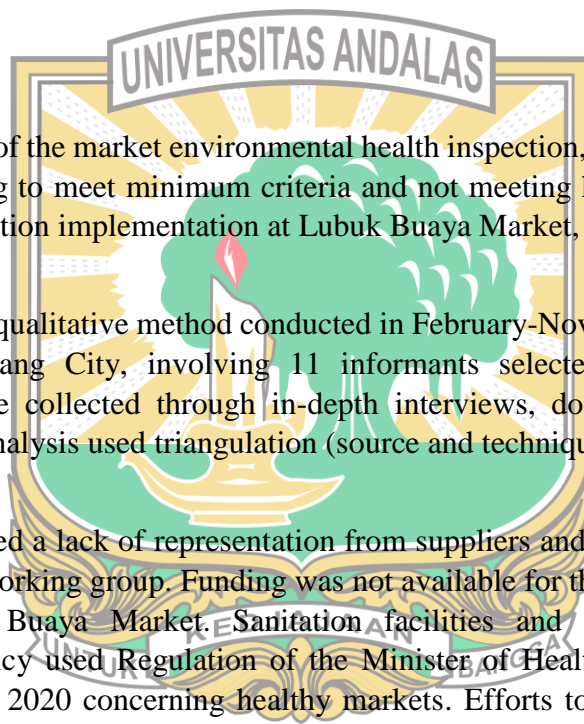 UNIVERSITAS ANDALAS
of the market environmental health inspection,
to meet minimum criteria and not meeting
tion implementation at Lubuk Buaya Market,
qualitative method conducted in February-Nov
ang City, involving 11 informants selecte
e collected through in-depth interviews, do
nalysis used triangulation (source and techniqu
ed a lack of representation from suppliers and
orking group. Funding was not available for th
Buaya Market. Sanitation facilities and
ncy used Regulation of the Minister of Healt
2020 concerning healthy markets. Efforts to
KEDJAJAAN
UNTUK BANGSA